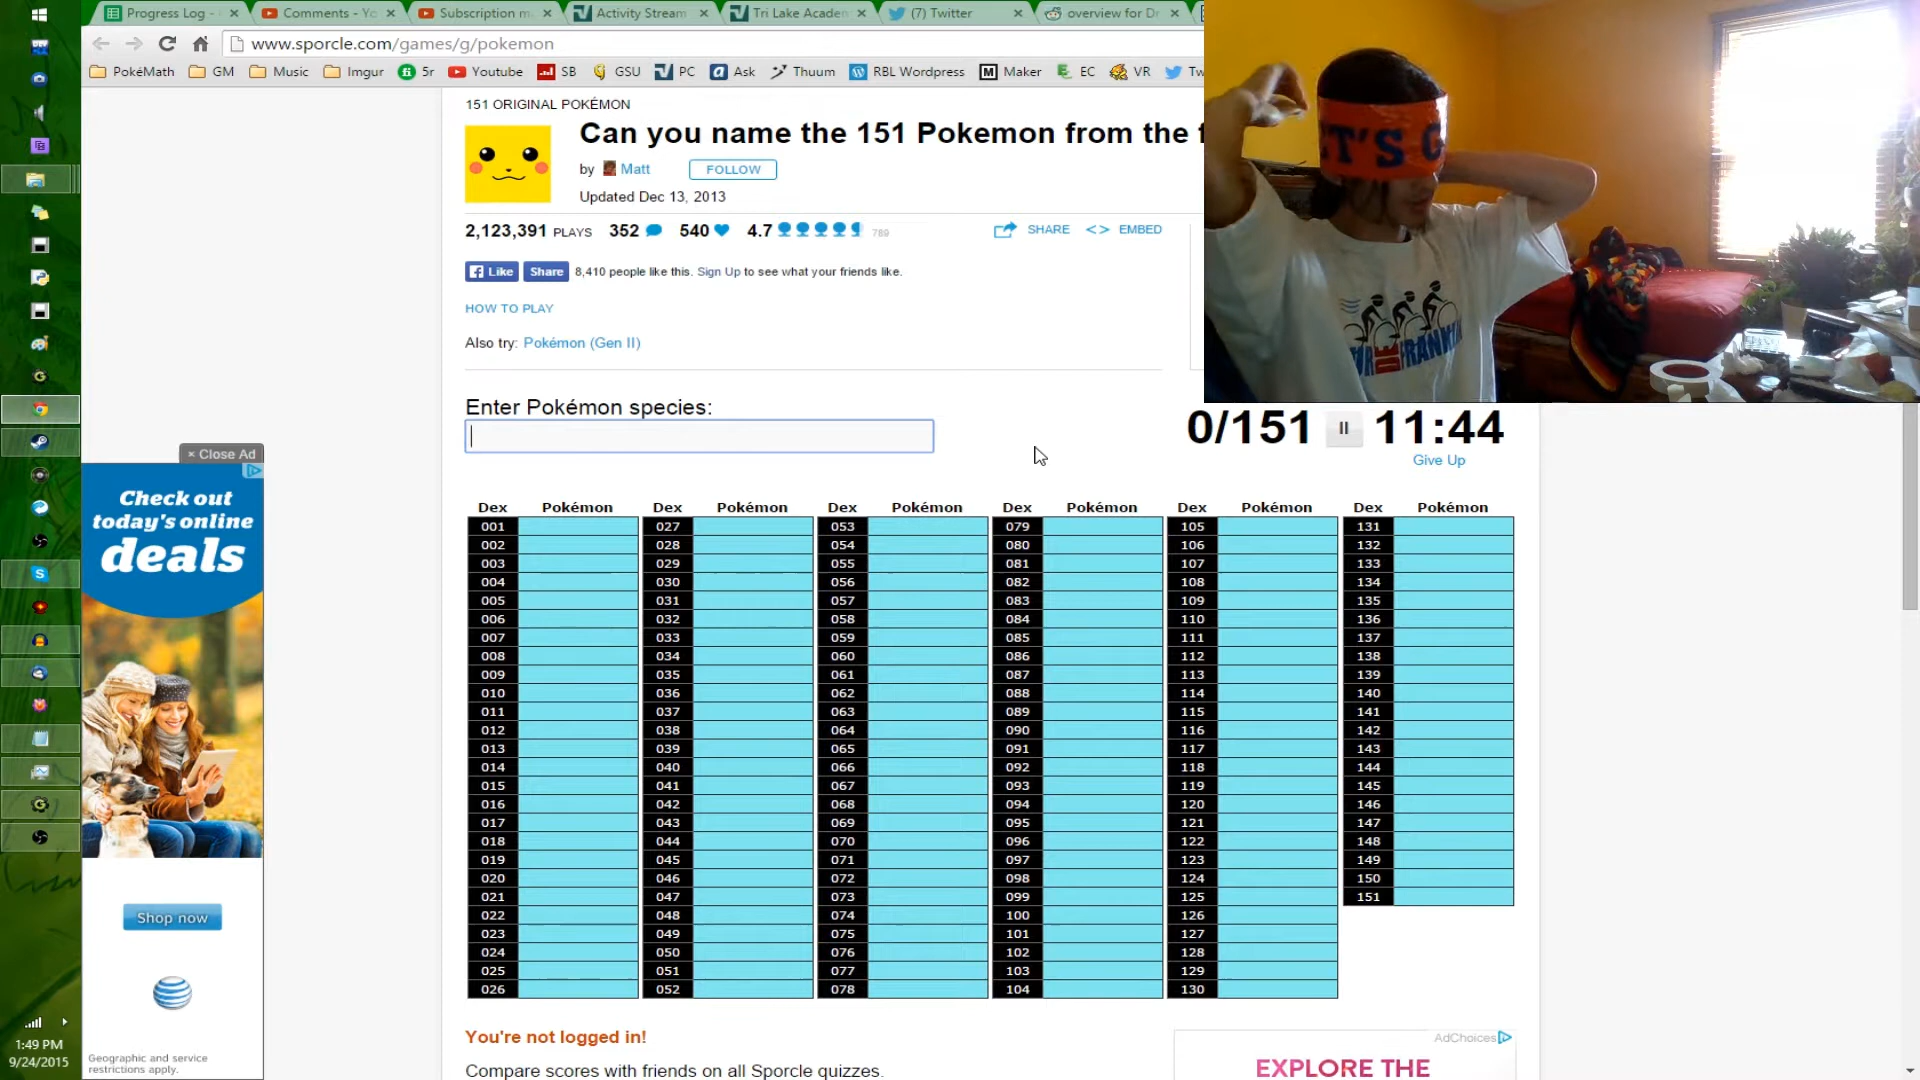 Progress Log -
Comments - Yo
Subscription m
Activity Stream
Tri Lake Acaden
(7) Twitter
overview for Dr
www.sporcle.com/games/g/pokemon
PokéMath
GM
Music
Imgur
5r
Youtube
SB
GSU
PC
Ask
Thuum
RBL Wordpress
Maker
EC
VR
Tw
151 ORIGINAL POKÉMON
Can you name the 151 Pokemon from the f
by Matt FOLLOW
Updated Dec 13, 2013
2,123,391 PLAYS 352 540 4.7 789
SHARE <> EMBED
Like Share 8,410 people like this. Sign Up to see what your friends like.
HOW TO PLAY
Also try: Pokémon (Gen II)
ET'S G
UR DE FRANKLIN
Enter Pokémon species:
0/151 11:44
Give Up
× Close Ad
Check out
today's online
deals
Shop now
Geographic and service
restrictions apply.
Dex Pokémon Dex Pokémon Dex Pokémon Dex Pokémon Dex Pokémon Dex Pokémon
001 027 053 079 105 131
002 028 054 080 106 132
003 029 055 081 107 133
004 030 056 082 108 134
005 031 057 083 109 135
006 032 058 084 110 136
007 033 059 085 111 137
008 034 060 086 112 138
009 035 061 087 113 139
010 036 062 088 114 140
011 037 063 089 115 141
012 038 064 090 116 142
013 039 065 091 117 143
014 040 066 092 118 144
015 041 067 093 119 145
016 042 068 094 120 146
017 043 069 095 121 147
018 044 070 096 122 148
019 045 071 097 123 149
020 046 072 098 124 150
021 047 073 099 125 151
022 048 074 100 126
023 049 075 101 127
024 050 076 102 128
025 051 077 103 129
026 052 078 104 130
You're not logged in!
Compare scores with friends on all Sporcle quizzes.
AdChoices
EXPLORE THE
1:49 PM
9/24/2015